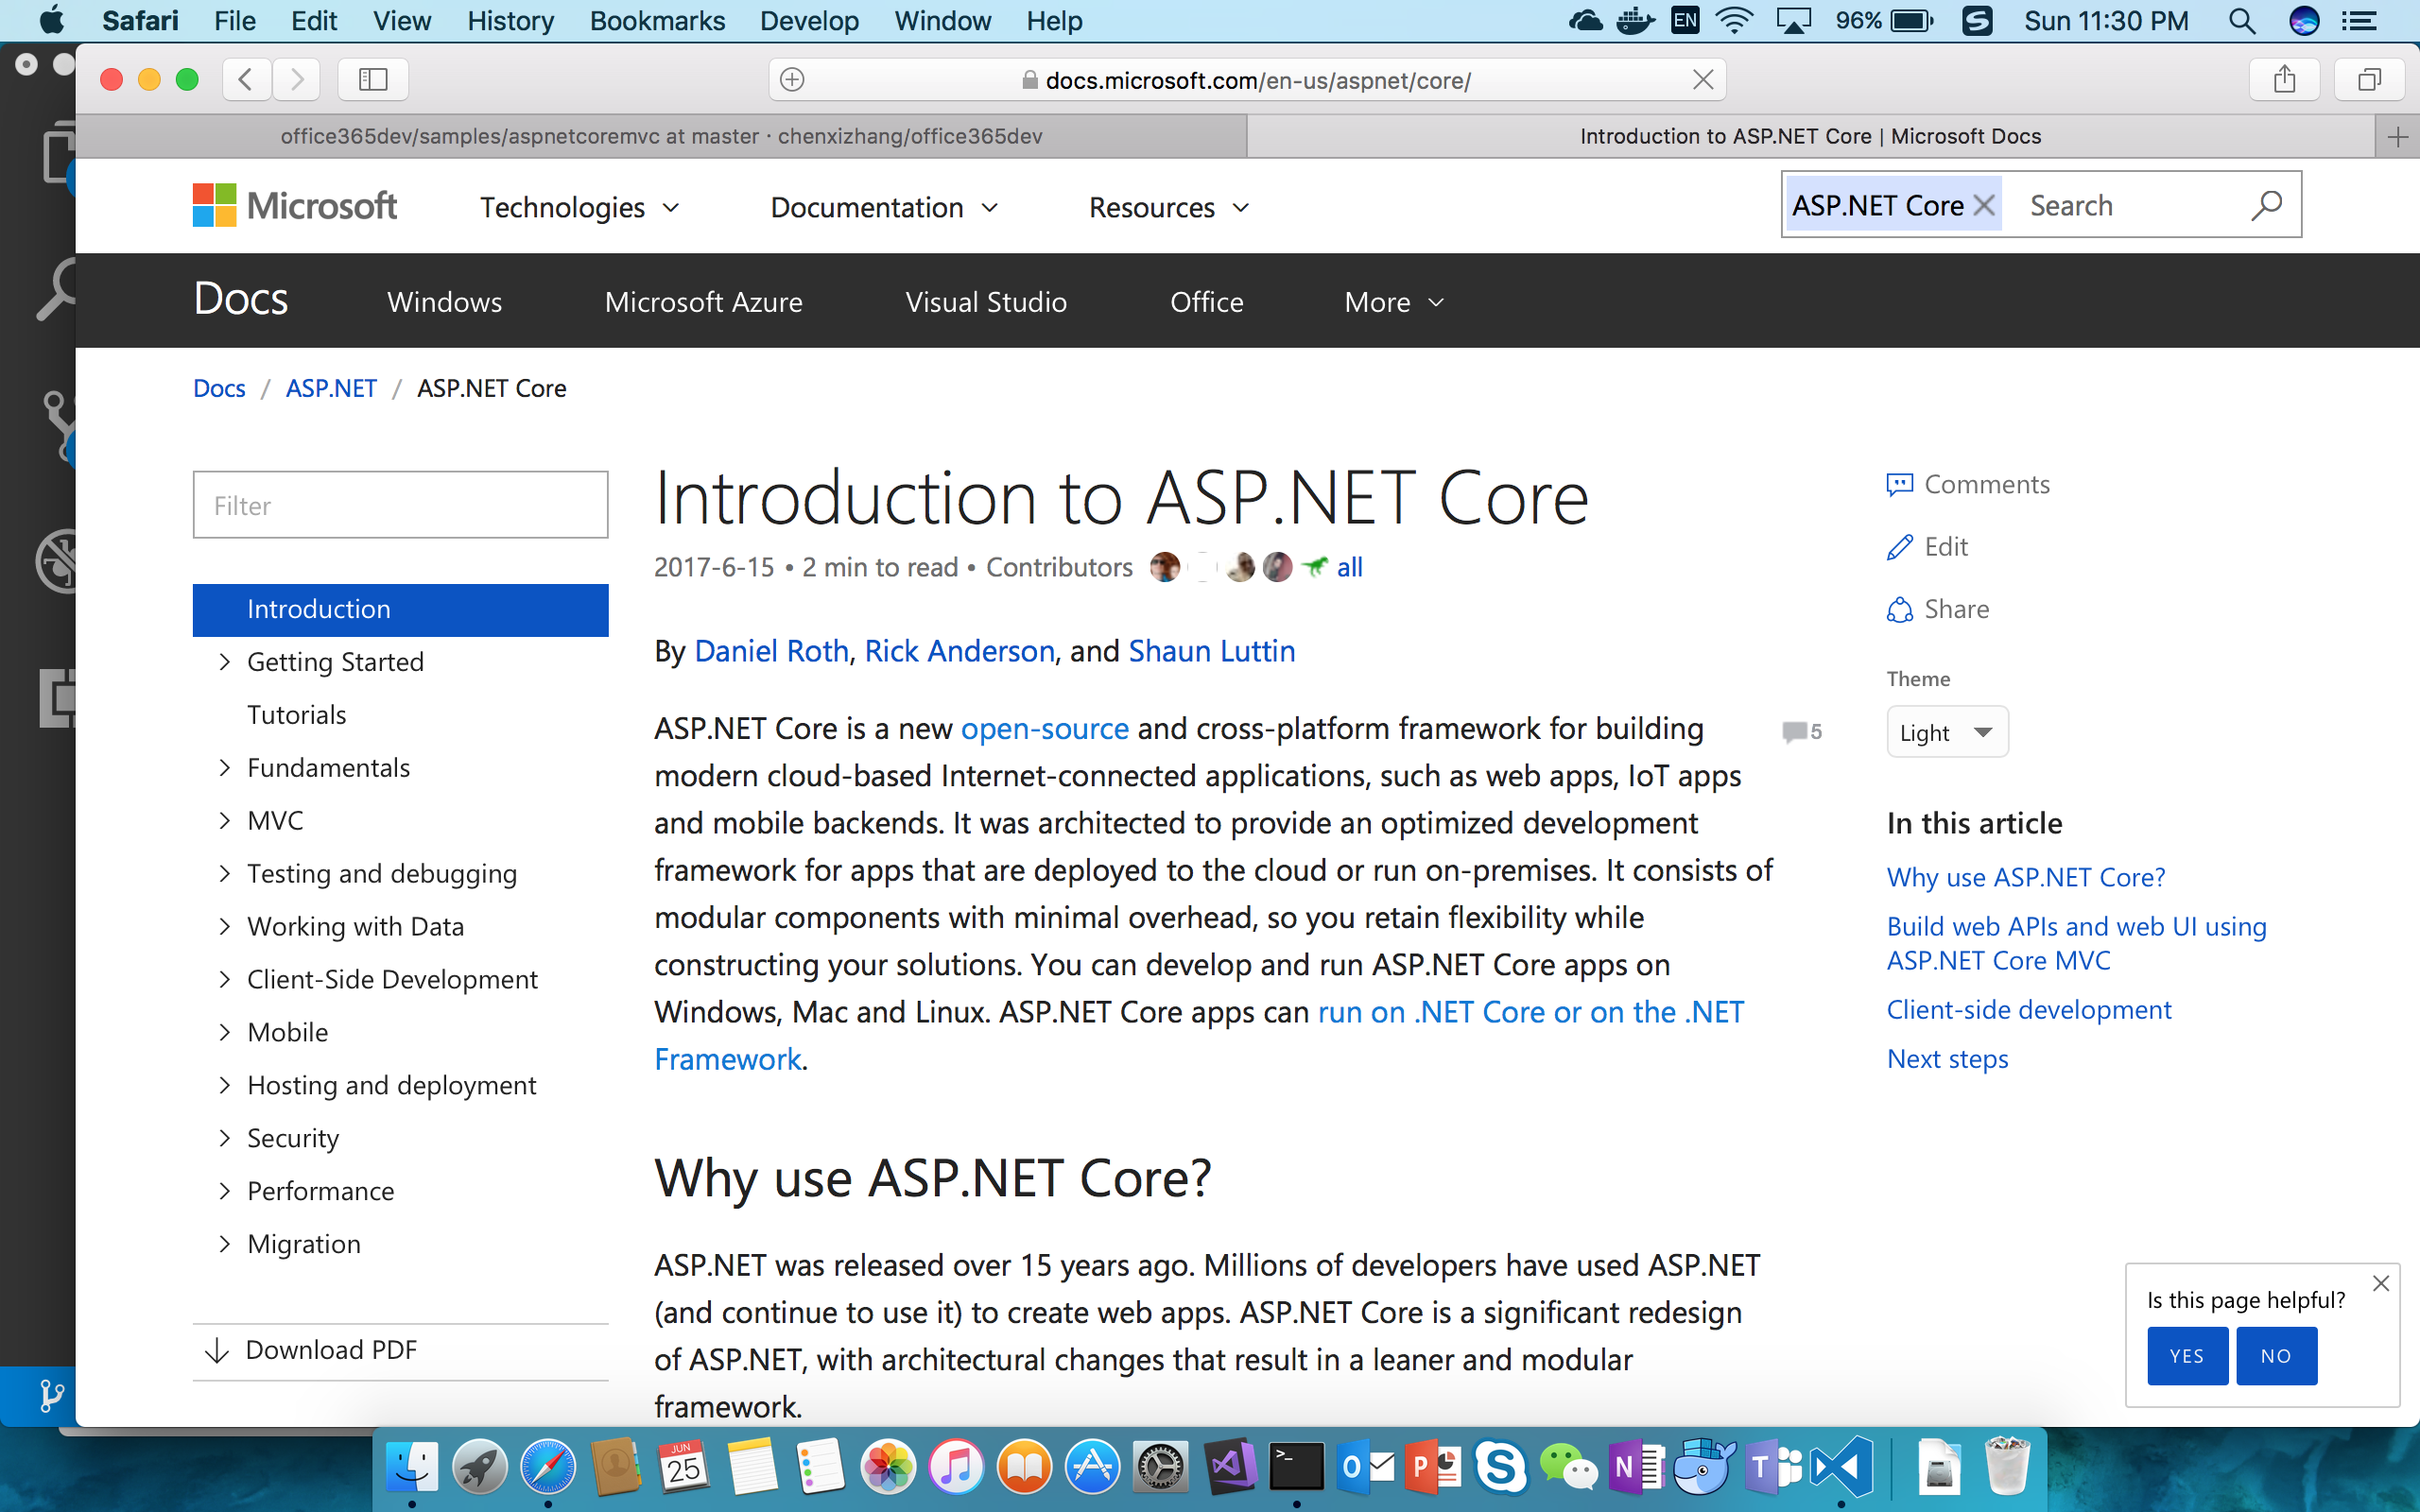 Safari File Edit View History Bookmarks Develop Window Help EN 96% Sun 11:30 PM
docs.microsoft.com/en-us/aspnet/core/
office365dev/samples/aspnetcoremvc at master · chenxizhang/office365dev
Introduction to ASP.NET Core | Microsoft Docs
Microsoft Technologies Documentation Resources ASP.NET Core Search
Docs Windows Microsoft Azure Visual Studio Office More
Docs / ASP.NET / ASP.NET Core
Filter
Introduction
Getting Started
Tutorials
Fundamentals
MVC
Testing and debugging
Working with Data
Client-Side Development
Mobile
Hosting and deployment
Security
Performance
Migration
Download PDF
Introduction to ASP.NET Core
2017-6-15 • 2 min to read • Contributors all
By Daniel Roth, Rick Anderson, and Shaun Luttin
ASP.NET Core is a new open-source and cross-platform framework for building
modern cloud-based Internet-connected applications, such as web apps, IoT apps
and mobile backends. It was architected to provide an optimized development
framework for apps that are deployed to the cloud or run on-premises. It consists of
modular components with minimal overhead, so you retain flexibility while
constructing your solutions. You can develop and run ASP.NET Core apps on
Windows, Mac and Linux. ASP.NET Core apps can run on .NET Core or on the .NET
Framework.
5
Why use ASP.NET Core?
ASP.NET was released over 15 years ago. Millions of developers have used ASP.NET
(and continue to use it) to create web apps. ASP.NET Core is a significant redesign
of ASP.NET, with architectural changes that result in a leaner and modular
framework.
Comments
Edit
Share
Theme
Light
In this article
Why use ASP.NET Core?
Build web APIs and web UI using
ASP.NET Core MVC
Client-side development
Next steps
Is this page helpful?
YES NO
JUN
25